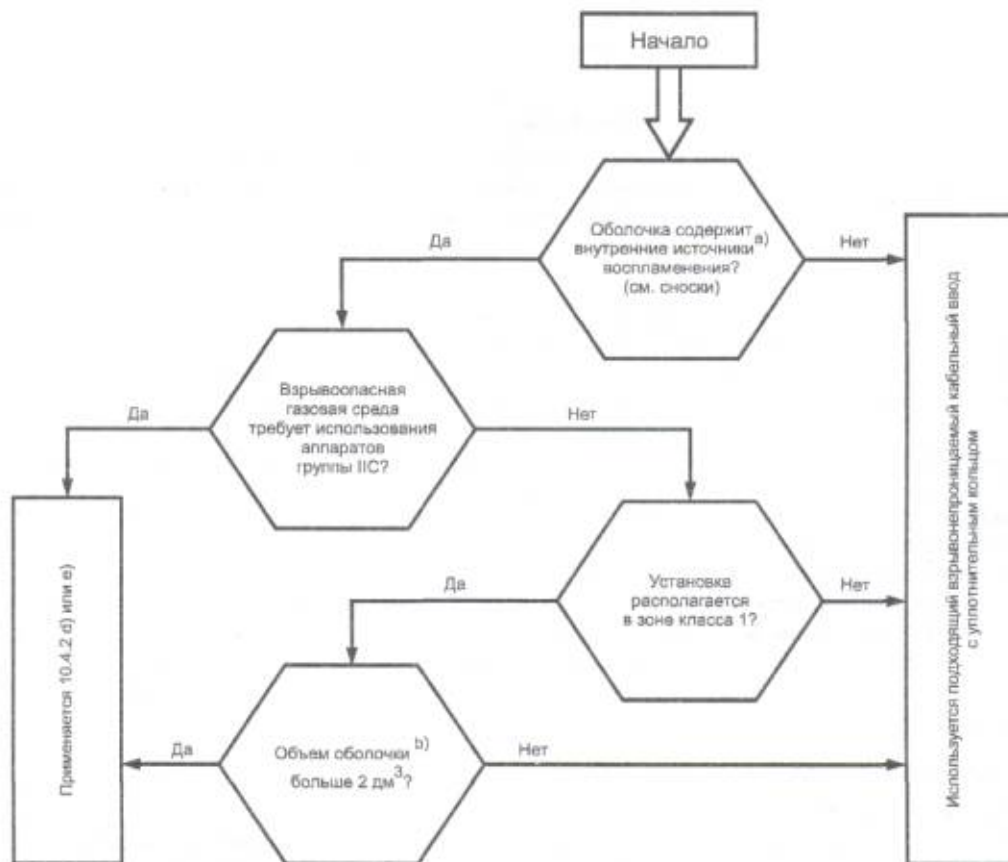 Начало
Оболочка содержит
внутренние источники a)
воспламенения?
(см. сноски)
Да
Нет
Взрывоопасная
газовая среда
требует использования
аппаратов
группы IIC?
Да
Нет
Установка
располагается
в зоне класса 1?
Да
Нет
Объем оболочки b)
больше 2 дм3?
Да
Нет
Применяется 10.4.2 d) или e)
Используется подходящий взрывонепроницаемый кабельный ввод
с уплотнительным кольцом